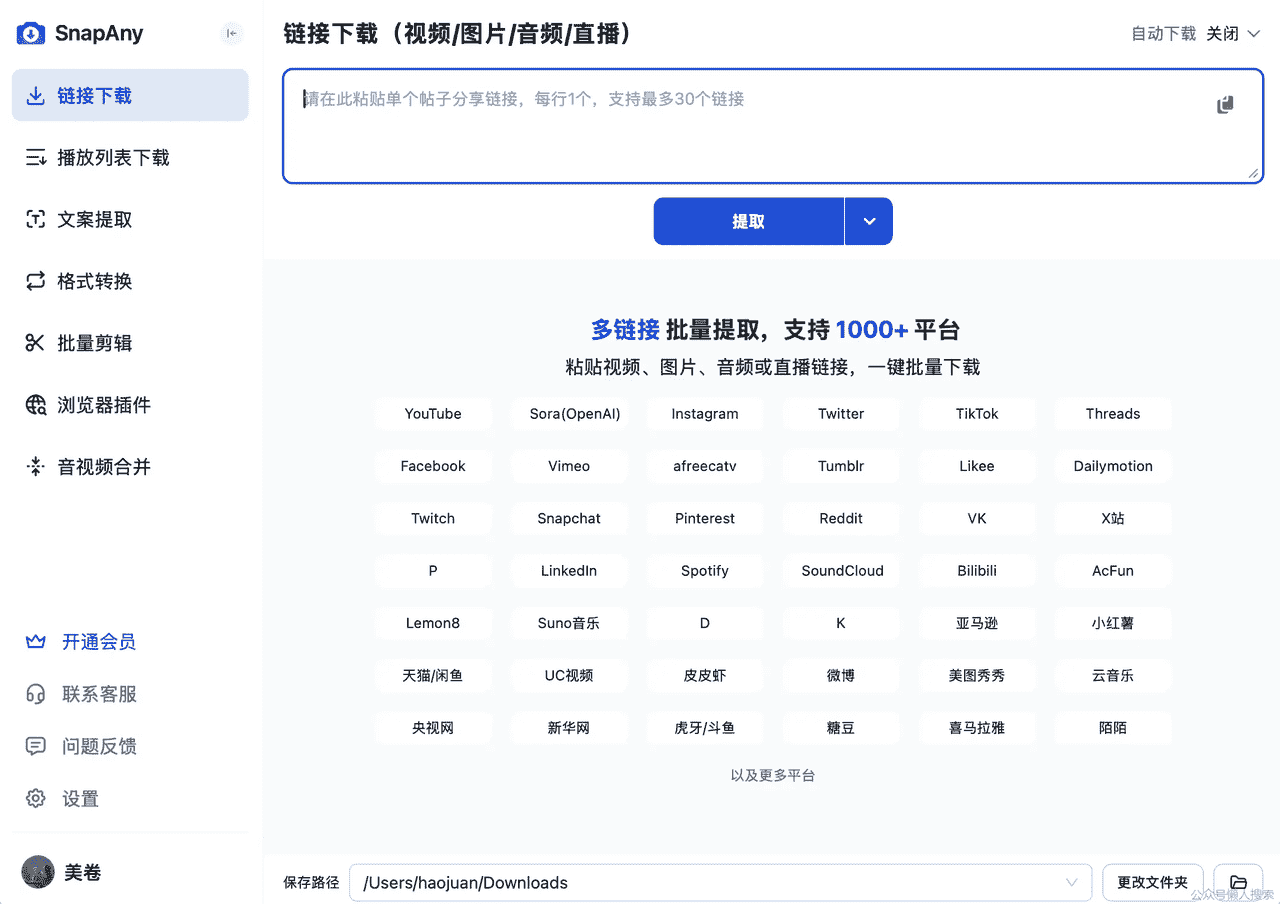 SnapAny
链接下载
播放列表下载
文案提取
格式转换
批量剪辑
浏览器插件
音视频合并
开通会员
联系客服
问题反馈
设置
美卷
链接下载（视频/图片/音频/直播）
自动下载 关闭
请在此粘贴单个帖子分享链接，每行1个，支持最多30个链接
提取
多链接 批量提取，支持 1000+ 平台
粘贴视频、图片、音频或直播链接，一键批量下载
YouTube Sora(OpenAI) Instagram Twitter TikTok Threads
Facebook Vimeo afreecatv Tumblr Likee Dailymotion
Twitch Snapchat Pinterest Reddit VK X站
P LinkedIn Spotify SoundCloud Bilibili AcFun
Lemon8 Suno音乐 D K 亚马逊 小红薯
天猫/闲鱼 UC视频 皮皮虾 微博 美图秀秀 云音乐
央视网 新华网 虎牙/斗鱼 糖豆 喜马拉雅 陌陌
以及更多平台
保存路径 /Users/haojuan/Downloads 更改文件夹
公众号懒人搜索